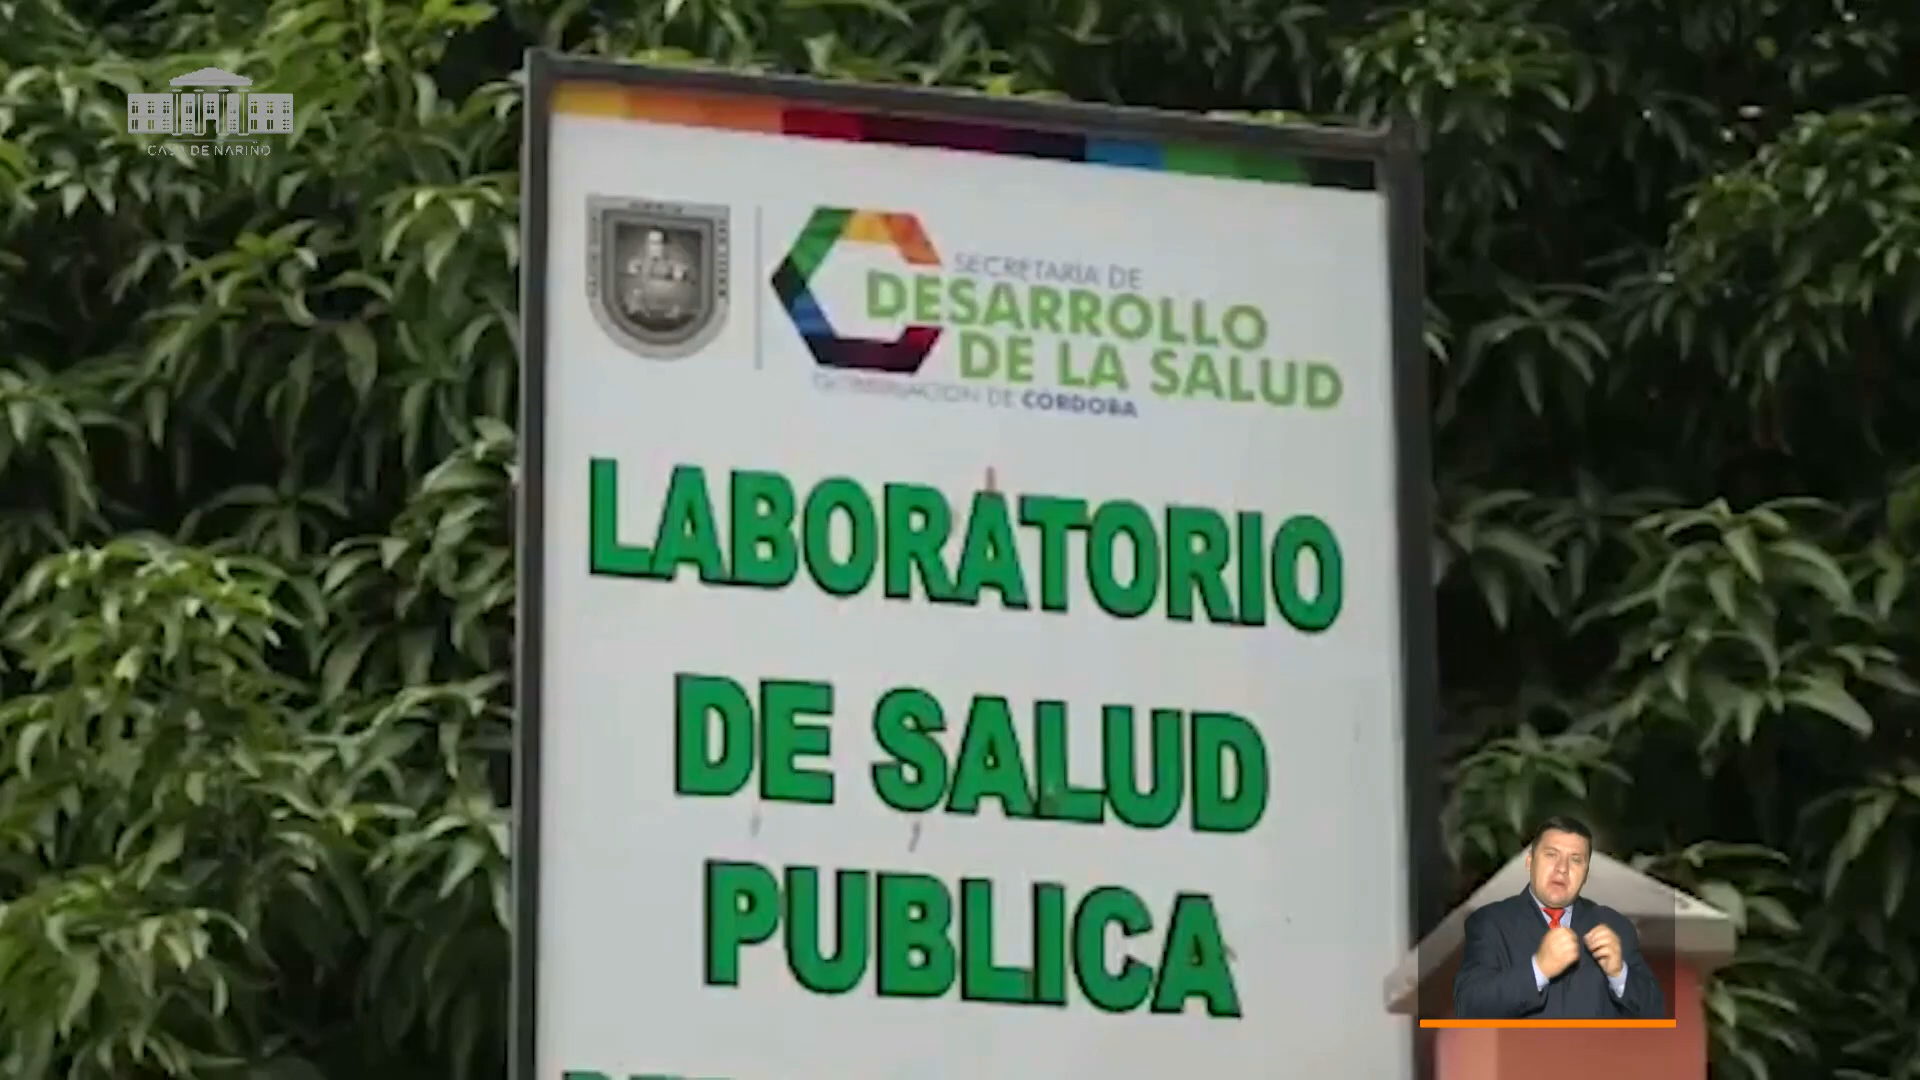 CASA DE NARIÑO
SECRETARÍA DE
DESARROLLO
DE LA SALUD
GOBERNACIÓN DE CÓRDOBA
LABORATORIO
DE SALUD
PUBLICA